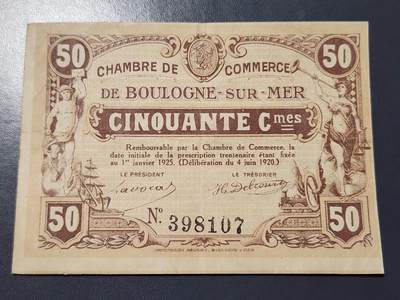 50 50
CHAMBRE DE COMMERCE
DE BOULOGNE-SUR-MER
CINQUANTE Cmes
Remboursable par la Chambre de Commerce, la
date initiale de la prescription trentenaire étant fixée
au 1er janvier 1925. (Délibération du 4 juin 1920.)
LE PRÉSIDENT LE TRÉSORIER
H. Delcourt
50 No. 398107 50